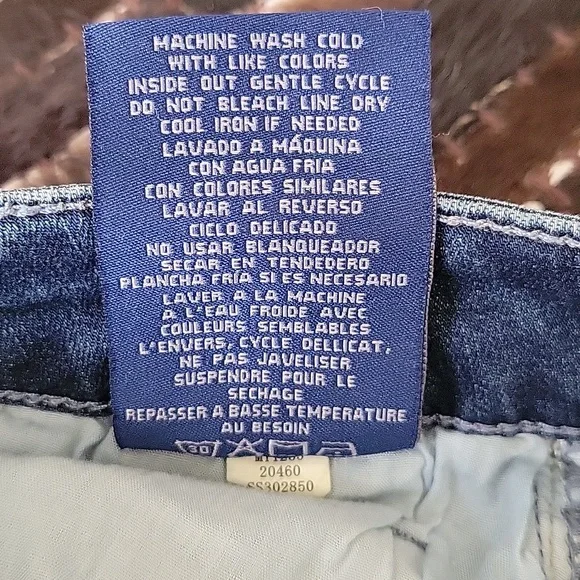 MACHINE WASH COLD
WITH LIKE COLORS
INSIDE OUT GENTLE CYCLE
DO NOT BLEACH LINE DRY
COOL IRON IF NEEDED
LAVADO A MÁQUINA
CON AGUA FRIA
CON COLORES SIMILARES
LAVAR AL REVERSO
CICLO DELICADO
NO USAR BLANQUEADOR
SECAR EN TENDEDERO
PLANCHA FRÍA SI ES NECESARIO
LAVER A LA MACHINE
A L'EAU FROIDE AVEC
COULEURS SEMBLABLES
L'ENVERS, CYCLE DELLICAT,
NE PAS JAVELISER
SUSPENDRE POUR LE
SECHAGE
REPASSER A BASSE TEMPERATURE
AU BESOIN
30
20460
SS302850